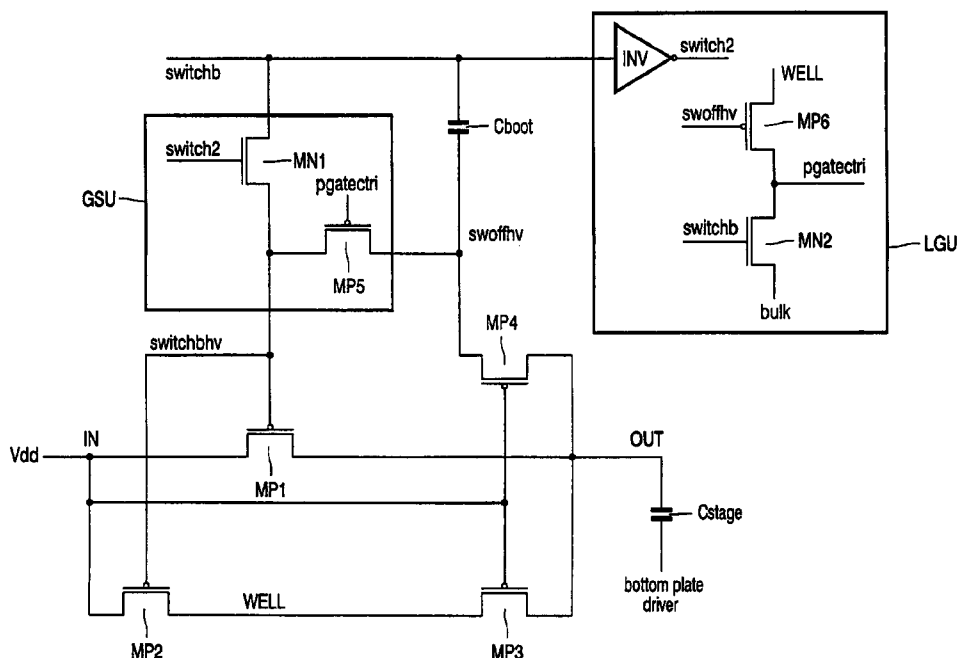 switchb
INV
switch2
WELL
swoffhv
MP6
pgatectri
switchb
MN2
LGU
bulk
Cboot
switch2
MN1
GSU
pgatectri
swoffhv
MP5
MP4
switchbhv
Vdd
IN
OUT
MP1
Cstage
bottom plate
driver
WELL
MP2
MP3